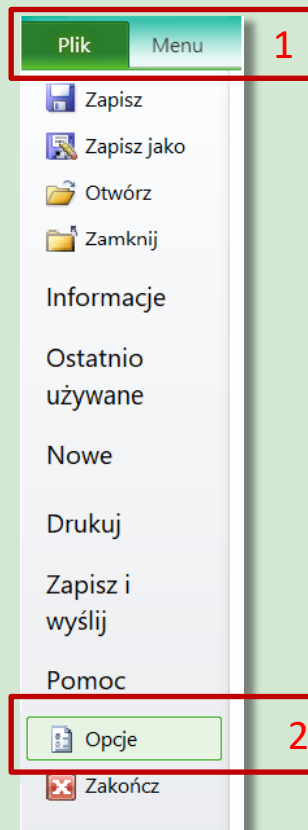 Plik Menu 1
Zapisz
Zapisz jako
Otwórz
Zamknij
Informacje
Ostatnio
używane
Nowe
Drukuj
Zapisz i
wyślij
Pomoc
Opcje 2
Zakończ